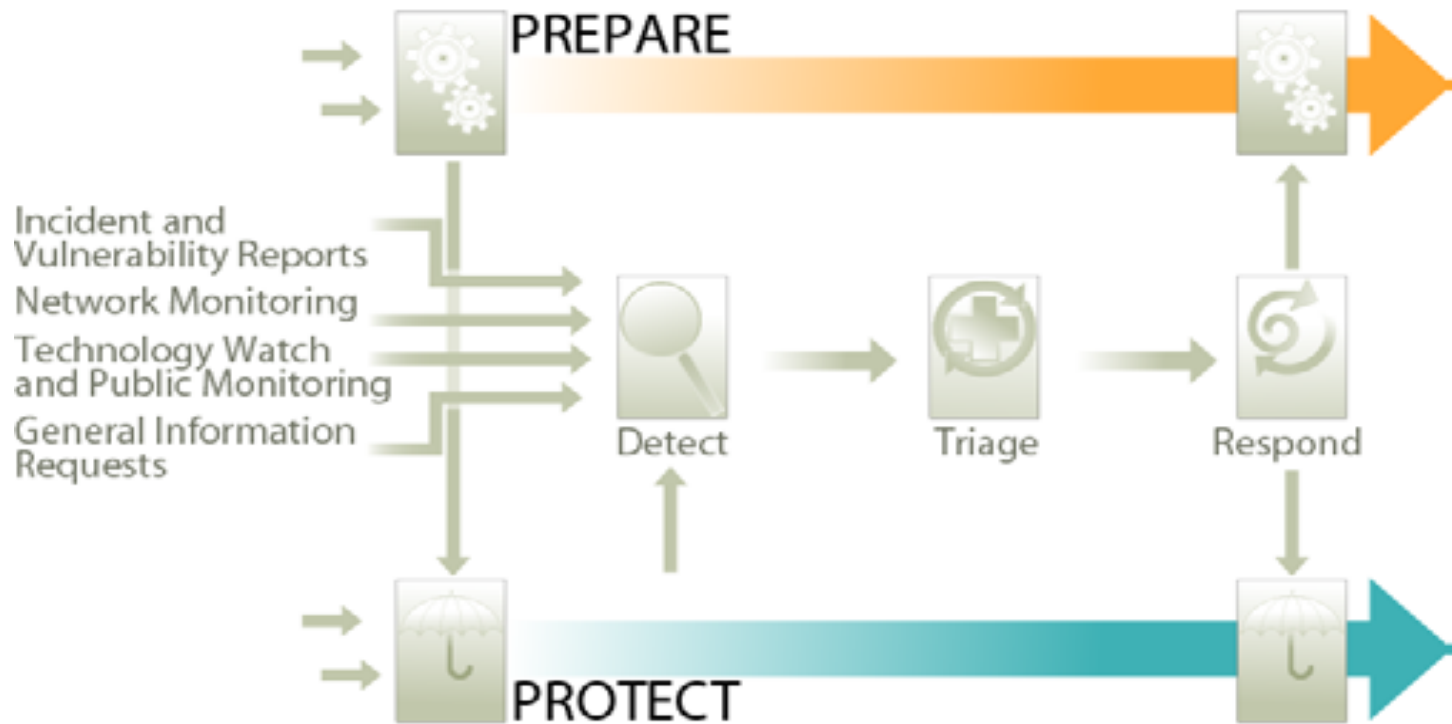 PREPARE
Incident and
Vulnerability Reports
Network Monitoring
Technology Watch
and Public Monitoring
General Information
Requests
Detect
Triage
Respond
PROTECT